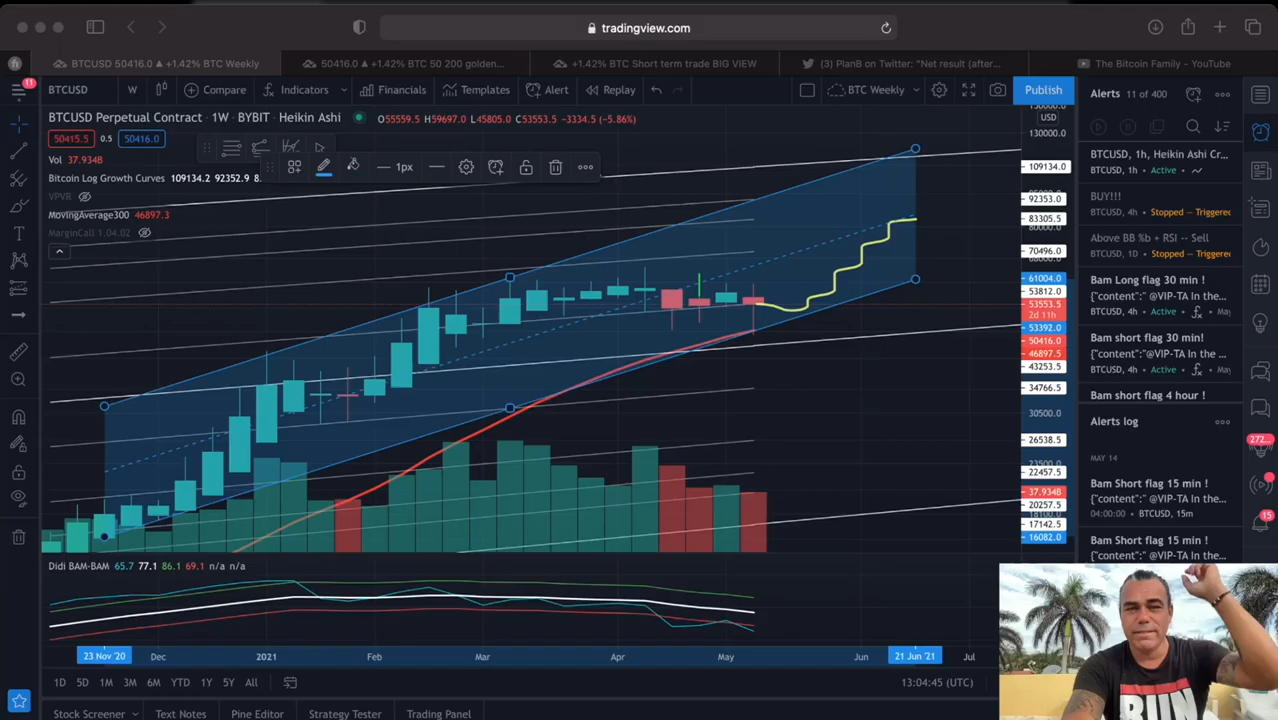 tradingview.com
BTCUSD 50416.0 ▲ +1.42% BTC Weekly
50416.0 ▲ +1.42% BTC 50 200 golden...
+1.42% BTC Short term trade BIG VIEW
(3) PlanB on Twitter: "Net result (after...
The Bitcoin Family - YouTube
11
BTCUSD
W
Compare
Indicators
Financials
Templates
Alert
Replay
BTC Weekly
Publish
Alerts 11 of 400
BTCUSD Perpetual Contract · 1W · BYBIT · Heikin Ashi
O55559.5 H59697.0 L45805.0 C53553.5 −3334.5 (−5.86%)
50415.5 0.5 50416.0
Vol 37.934B
1px
Bitcoin Log Growth Curves 109134.2 92352.9 8
VPVR
MovingAverage300 46897.3
MarginCall 1.04.02
USD
130000.0
109134.0
92353.0
83305.5
80000.0
70496.0
61004.0
53812.0
53553.5
2d 11h
53392.0
50416.0
46897.5
43253.5
34766.5
30500.0
26538.5
23500.0
22457.5
37.934B
20257.5
17142.5
16082.0
BTCUSD, 1h, Heikin Ashi Cr...
BTCUSD, 1h • Active •
BUY!!!
BTCUSD, 4h • Stopped — Triggered
Above BB %b + RSI -- Sell
BTCUSD, 1D • Stopped — Triggered
Bam Long flag 30 min !
{"content":" @VIP-TA In the ...
BTCUSD, 4h • Active •
Bam short flag 30min!
{"content":"@VIP-TA In the ...
BTCUSD, 4h • Active •
Bam short flag 4 hour !
Alerts log
MAY 14
Bam Short flag 15 min !
{"content":" @VIP-TA In the ...
04:00:00 • BTCUSD, 15m
Bam Short flag 15 min !
{"content":" @VIP-TA In the ...
272...
15
Didi BAM-BAM 65.7 77.1 86.1 69.1 n/a n/a
23 Nov '20
Dec
2021
Feb
Mar
Apr
May
Jun
21 Jun '21
Jul
1D 5D 1M 3M 6M YTD 1Y 5Y All
13:04:45 (UTC)
Stock Screener
Text Notes
Pine Editor
Strategy Tester
Trading Panel
RUN